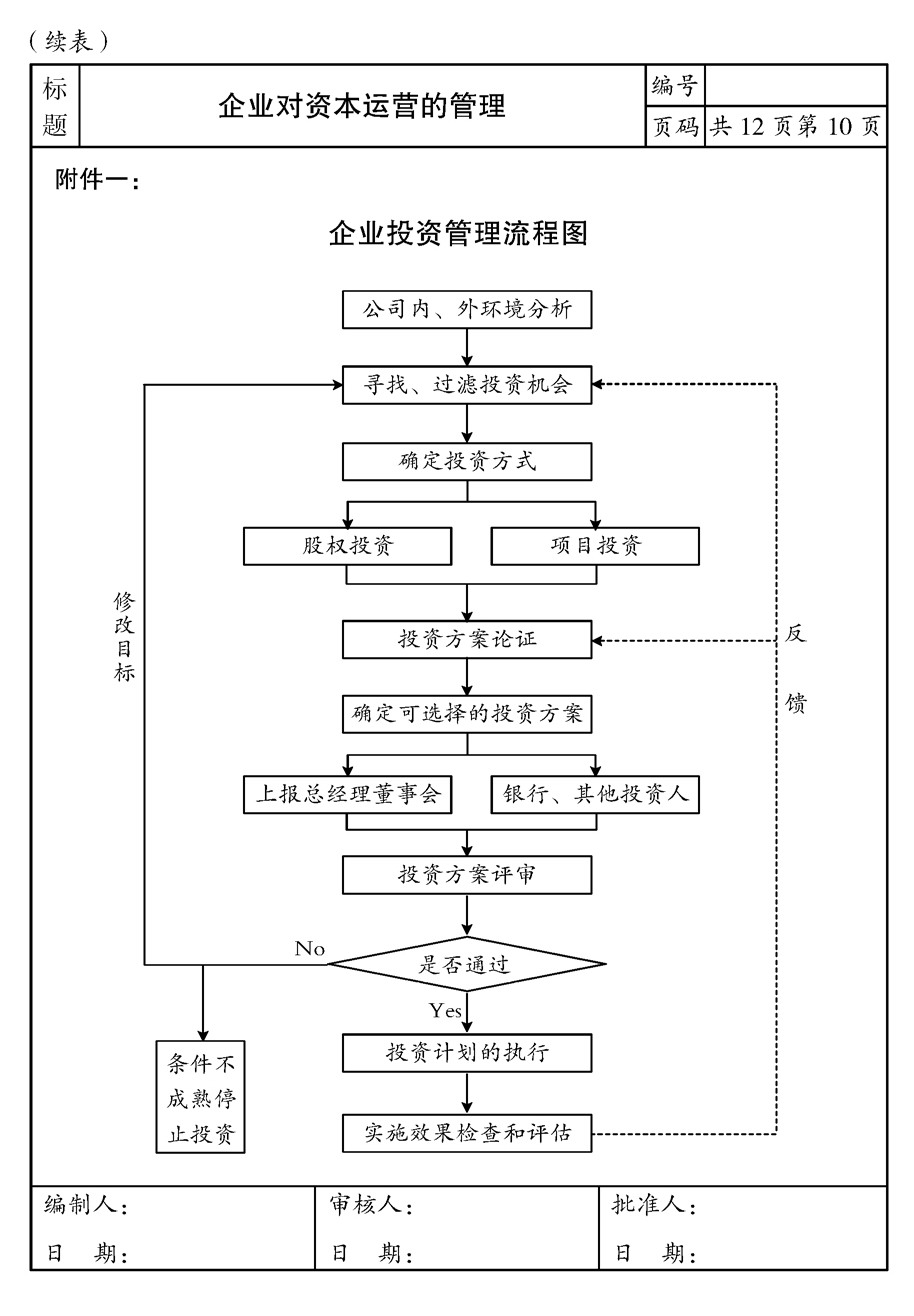 （续表）
标题
企业对资本运营的管理
编号
页码
共 12 页第 10 页
附件一：
企业投资管理流程图
公司内、外环境分析
寻找、过滤投资机会
确定投资方式
股权投资
项目投资
修改目标
反馈
投资方案论证
确定可选择的投资方案
上报总经理董事会
银行、其他投资人
投资方案评审
No
是否通过
Yes
投资计划的执行
条件不
成熟停
止投资
实施效果检查和评估
编制人：
审核人：
批准人：
日　期：
日　期：
日　期：